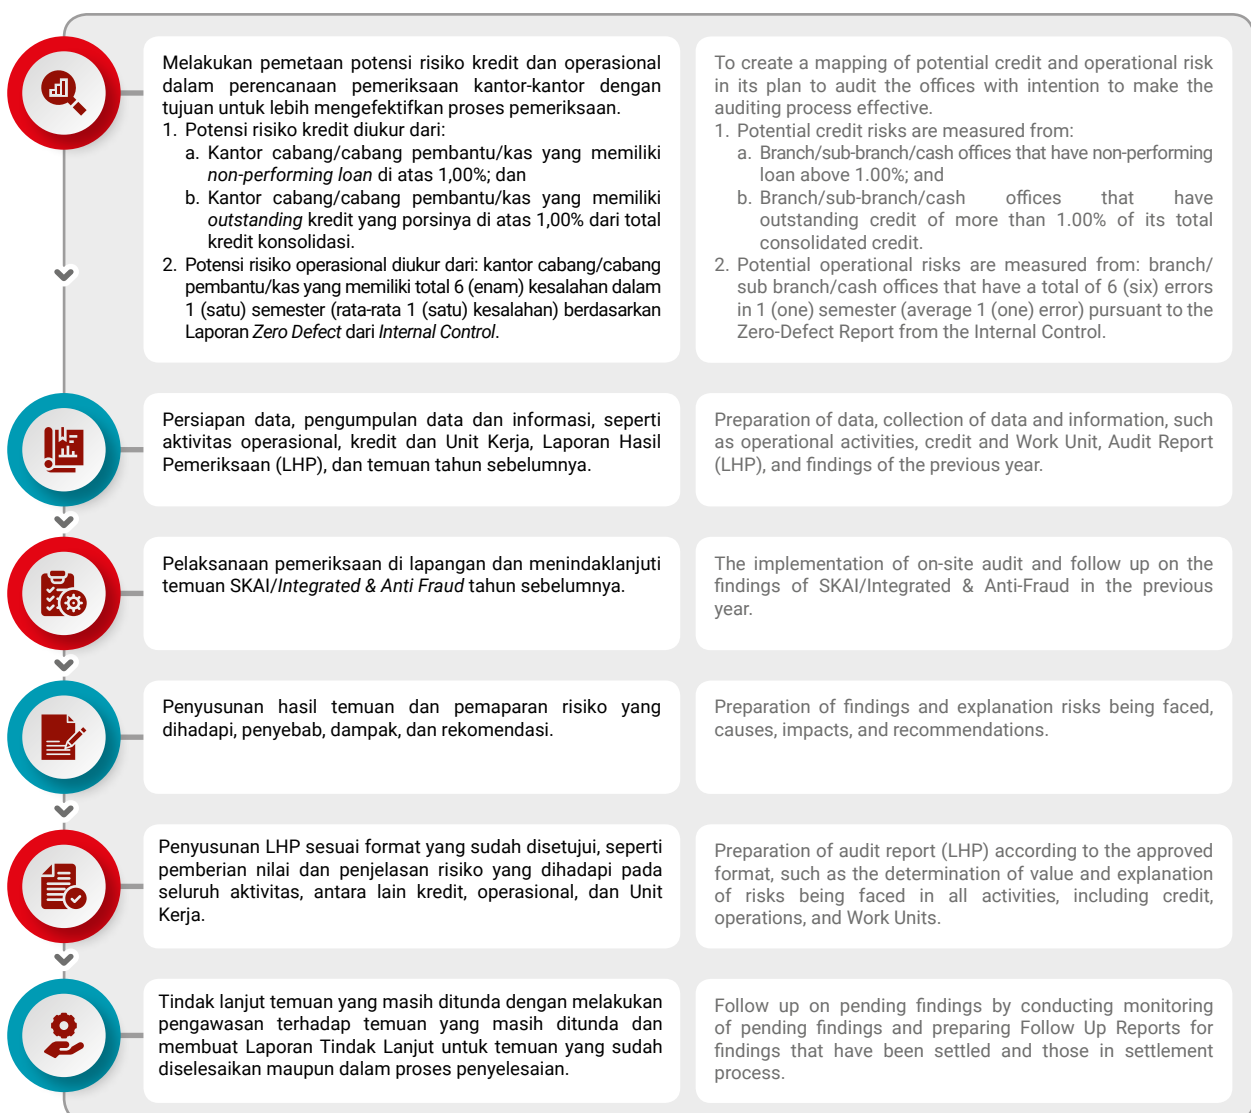 Melakukan pemetaan potensi risiko kredit dan operasional
dalam perencanaan pemeriksaan kantor-kantor dengan
tujuan untuk lebih mengefektifkan proses pemeriksaan.
1. Potensi risiko kredit diukur dari:
a. Kantor cabang/cabang pembantu/kas yang memiliki
non-performing loan di atas 1,00%; dan
b. Kantor cabang/cabang pembantu/kas yang memiliki
outstanding kredit yang porsinya di atas 1,00% dari total
kredit konsolidasi.
2. Potensi risiko operasional diukur dari: kantor cabang/cabang
pembantu/kas yang memiliki total 6 (enam) kesalahan dalam
1 (satu) semester (rata-rata 1 (satu) kesalahan) berdasarkan
Laporan Zero Defect dari Internal Control.
To create a mapping of potential credit and operational risk
in its plan to audit the offices with intention to make the
auditing process effective.
1. Potential credit risks are measured from:
a. Branch/sub-branch/cash offices that have non-performing
loan above 1.00%; and
b. Branch/sub-branch/cash offices that have
outstanding credit of more than 1.00% of its total
consolidated credit.
2. Potential operational risks are measured from: branch/
sub branch/cash offices that have a total of 6 (six) errors
in 1 (one) semester (average 1 (one) error) pursuant to the
Zero-Defect Report from the Internal Control.
Persiapan data, pengumpulan data dan informasi, seperti
aktivitas operasional, kredit dan Unit Kerja, Laporan Hasil
Pemeriksaan (LHP), dan temuan tahun sebelumnya.
Preparation of data, collection of data and information, such
as operational activities, credit and Work Unit, Audit Report
(LHP), and findings of the previous year.
Pelaksanaan pemeriksaan di lapangan dan menindaklanjuti
temuan SKAI/Integrated & Anti Fraud tahun sebelumnya.
The implementation of on-site audit and follow up on the
findings of SKAI/Integrated & Anti-Fraud in the previous
year.
Penyusunan hasil temuan dan pemaparan risiko yang
dihadapi, penyebab, dampak, dan rekomendasi.
Preparation of findings and explanation risks being faced,
causes, impacts, and recommendations.
Penyusunan LHP sesuai format yang sudah disetujui, seperti
pemberian nilai dan penjelasan risiko yang dihadapi pada
seluruh aktivitas, antara lain kredit, operasional, dan Unit
Kerja.
Preparation of audit report (LHP) according to the approved
format, such as the determination of value and explanation
of risks being faced in all activities, including credit,
operations, and Work Units.
Tindak lanjut temuan yang masih ditunda dengan melakukan
pengawasan terhadap temuan yang masih ditunda dan
membuat Laporan Tindak Lanjut untuk temuan yang sudah
diselesaikan maupun dalam proses penyelesaian.
Follow up on pending findings by conducting monitoring
of pending findings and preparing Follow Up Reports for
findings that have been settled and those in settlement
process.